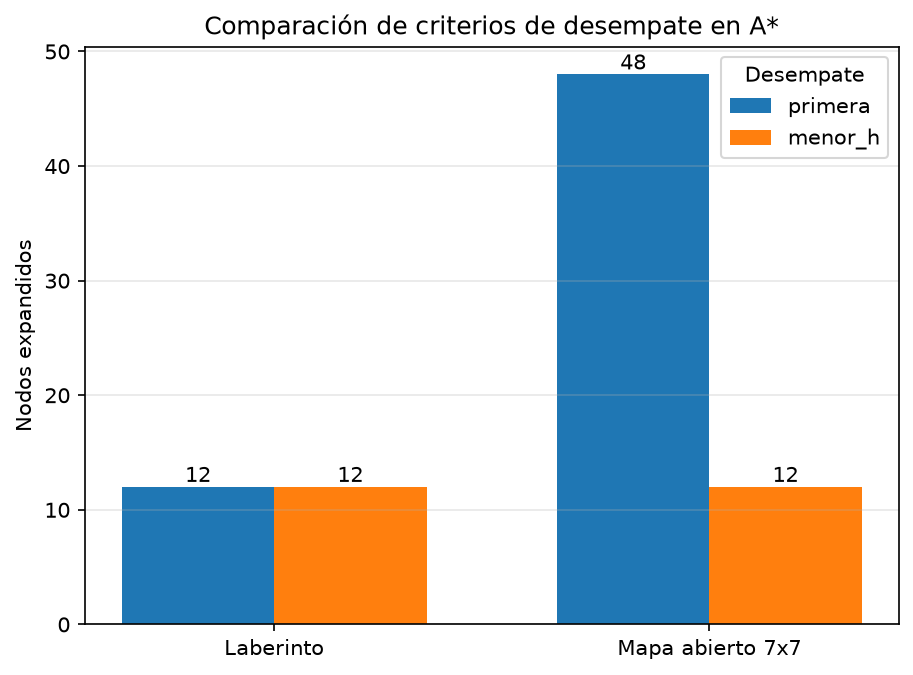 Comparación de criterios de desempate en A*
Desempate
primera
menor_h
Nodos expandidos
50
40
30
20
10
0
12
12
48
12
Laberinto
Mapa abierto 7x7